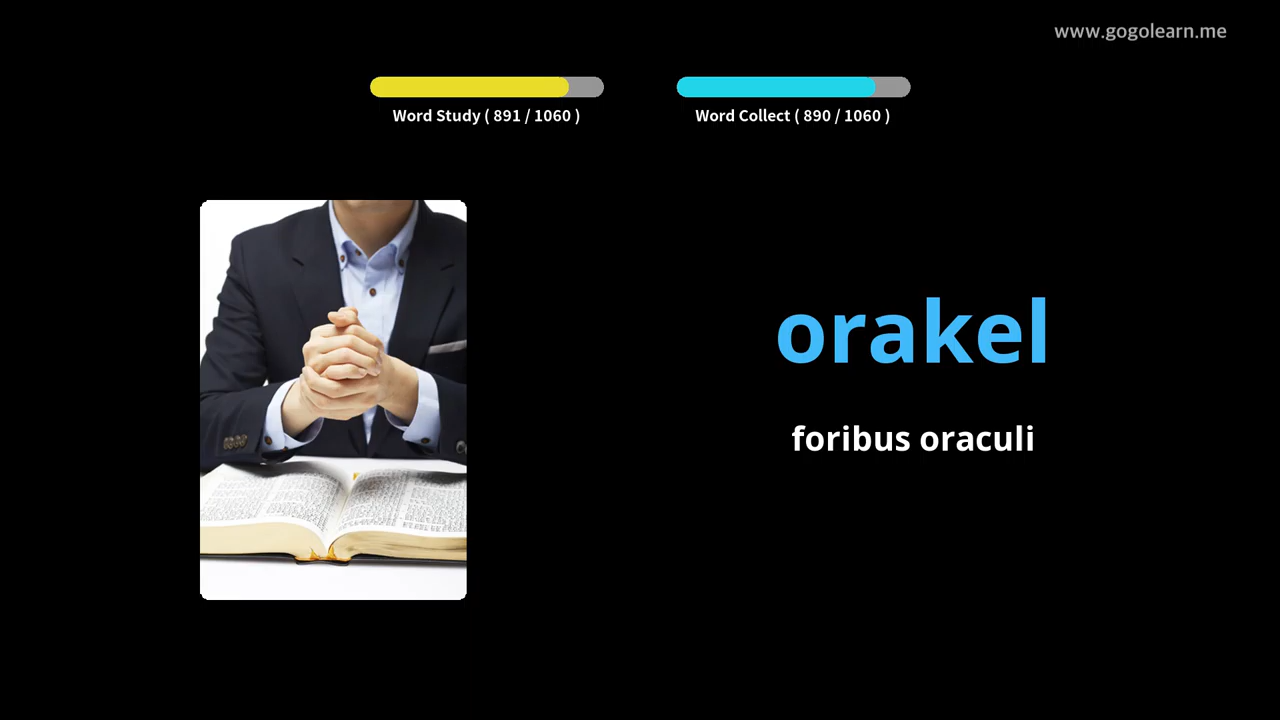 www.gogolearn.me
Word Study ( 891 / 1060 )
Word Collect ( 890 / 1060 )
orakel
foribus oraculi